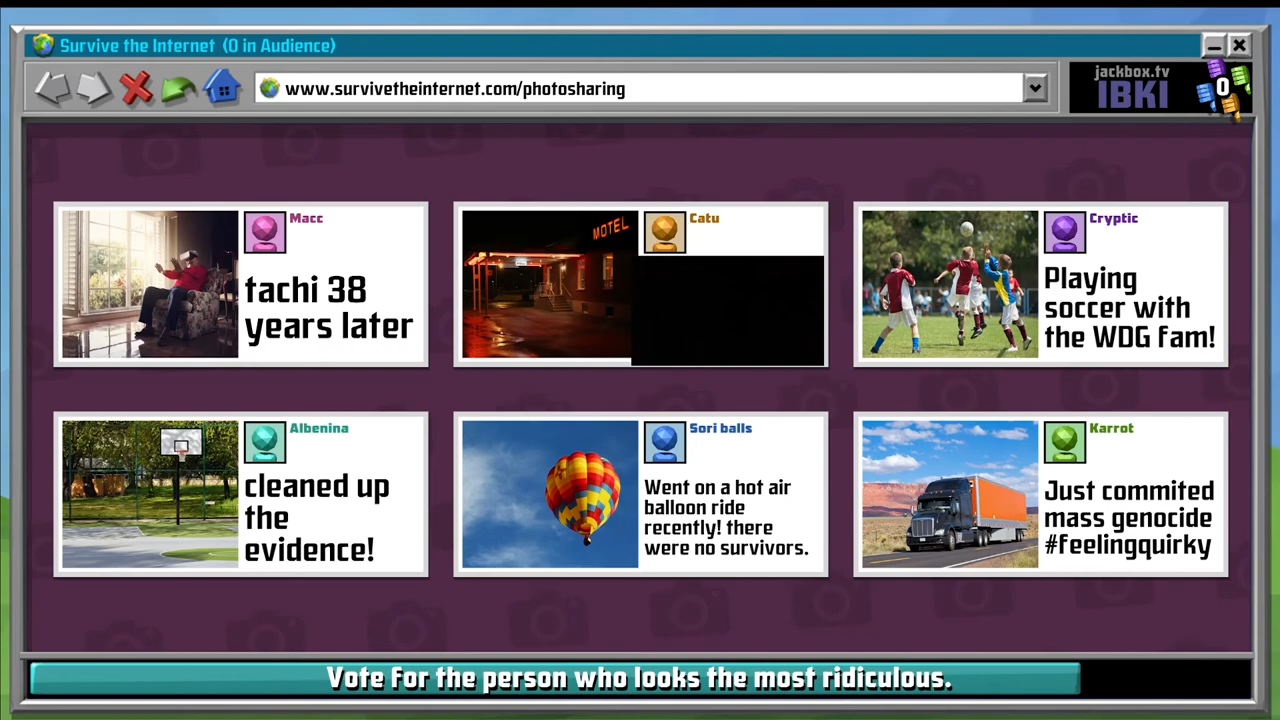 Survive the Internet (0 in Audience)
www.survivetheinternet.com/photosharing
jackbox.tv
IBKI
0
Macc
tachi 38
years later
MOTEL
Catu
Cryptic
Playing
soccer with
the WDG fam!
Albenina
cleaned up
the
evidence!
Sori balls
Went on a hot air
balloon ride
recently! there
were no survivors.
Karrot
Just commited
mass genocide
#feelingquirky
Vote for the person who looks the most ridiculous.